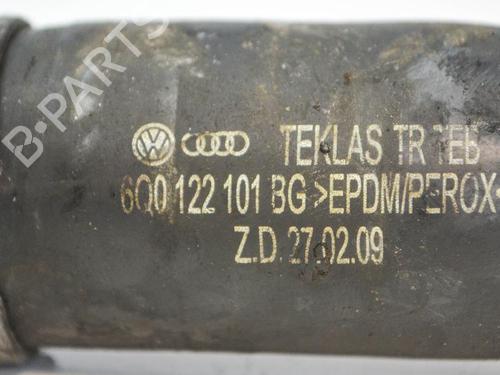 B-PARTS
TEKLAS TR TEB
6Q0 122 101 BG >EPDM/PEROX
Z.D. 27.02.09